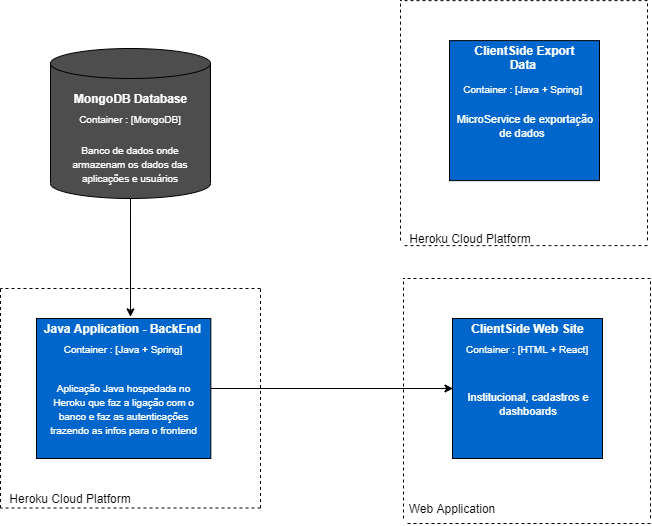 MongoDB Database
Container : [MongoDB]
Banco de dados onde
armazenam os dados das
aplicações e usuários
ClientSide Export
Data
Container : [Java + Spring]
MicroService de exportação
de dados
Heroku Cloud Platform
Java Application - BackEnd
Container : [Java + Spring]
Aplicação Java hospedada no
Heroku que faz a ligação com o
banco e faz as autenticações
trazendo as infos para o frontend
Heroku Cloud Platform
ClientSide Web Site
Container : [HTML + React]
Institucional, cadastros e
dashboards
Web Application